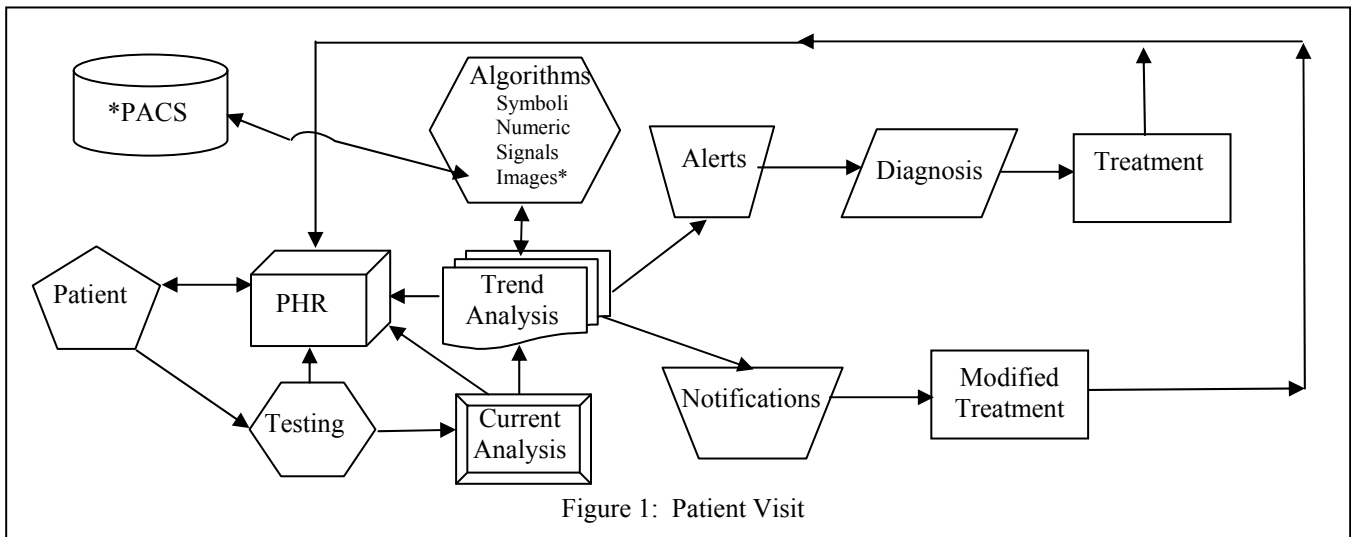 *PACS
Algorithms
Symboli
Numeric
Signals
Images*
Alerts
Diagnosis
Treatment
Patient
PHR
Trend
Analysis
Testing
Current
Analysis
Notifications
Modified
Treatment
Figure 1: Patient Visit